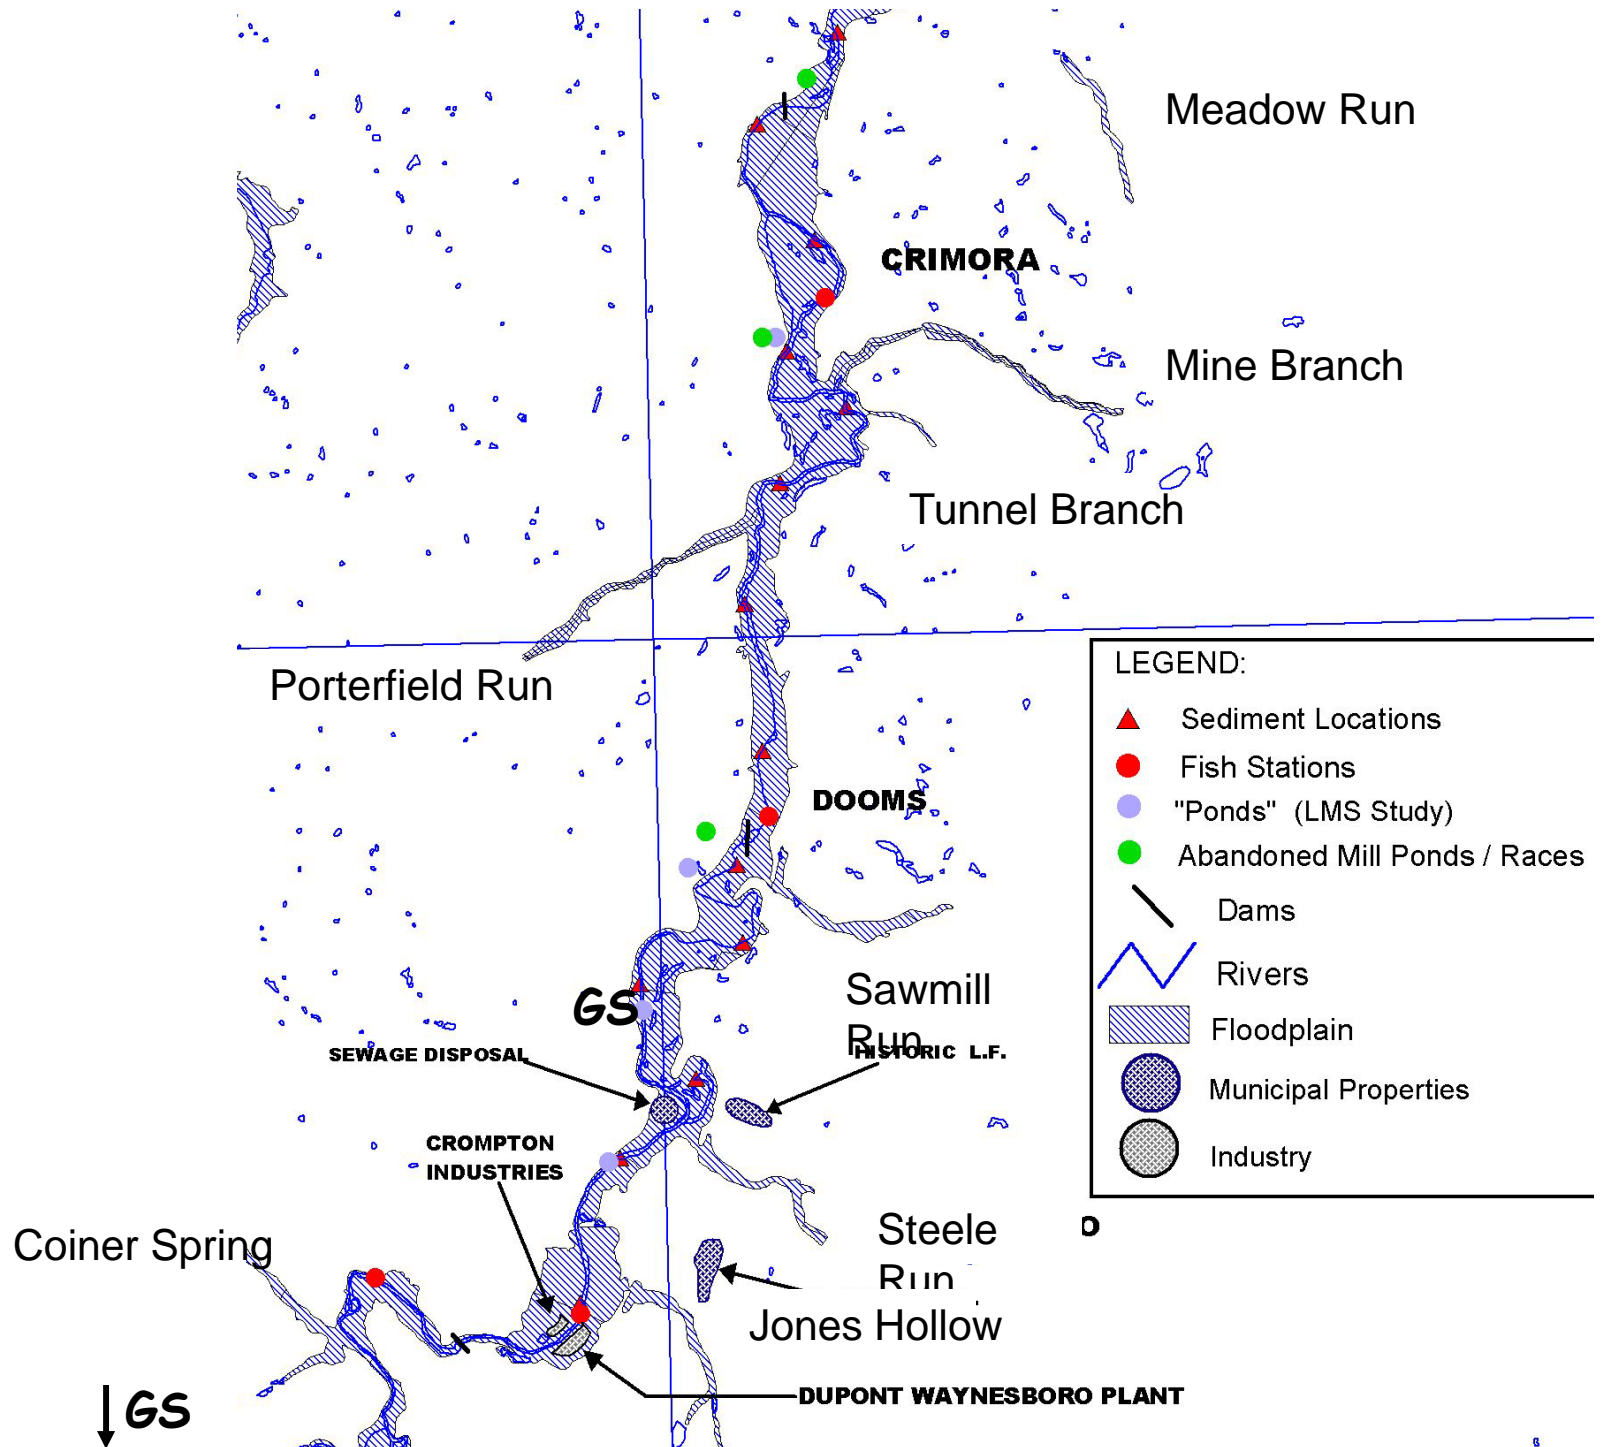 Meadow Run
CRIMORA
Mine Branch
Tunnel Branch
Porterfield Run
LEGEND:
Sediment Locations
Fish Stations
"Ponds" (LMS Study)
Abandoned Mill Ponds / Races
Dams
Rivers
Floodplain
Municipal Properties
Industry
DOOMS
Sawmill
Run
GS
SEWAGE DISPOSAL
HISTORIC L.F.
CROMPTON
INDUSTRIES
Coiner Spring
Steele
Run
O
Jones Hollow
DUPONT WAYNESBORO PLANT
GS